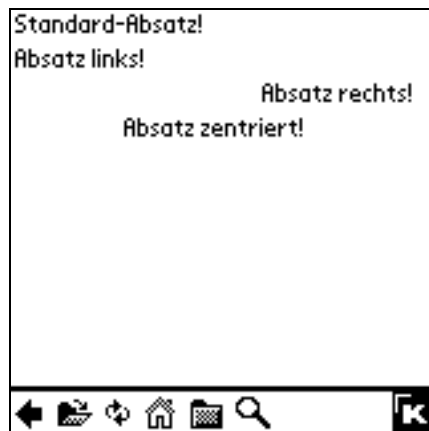 Standard-Absatz!
Absatz links!
Absatz rechts!
Absatz zentriert!
K